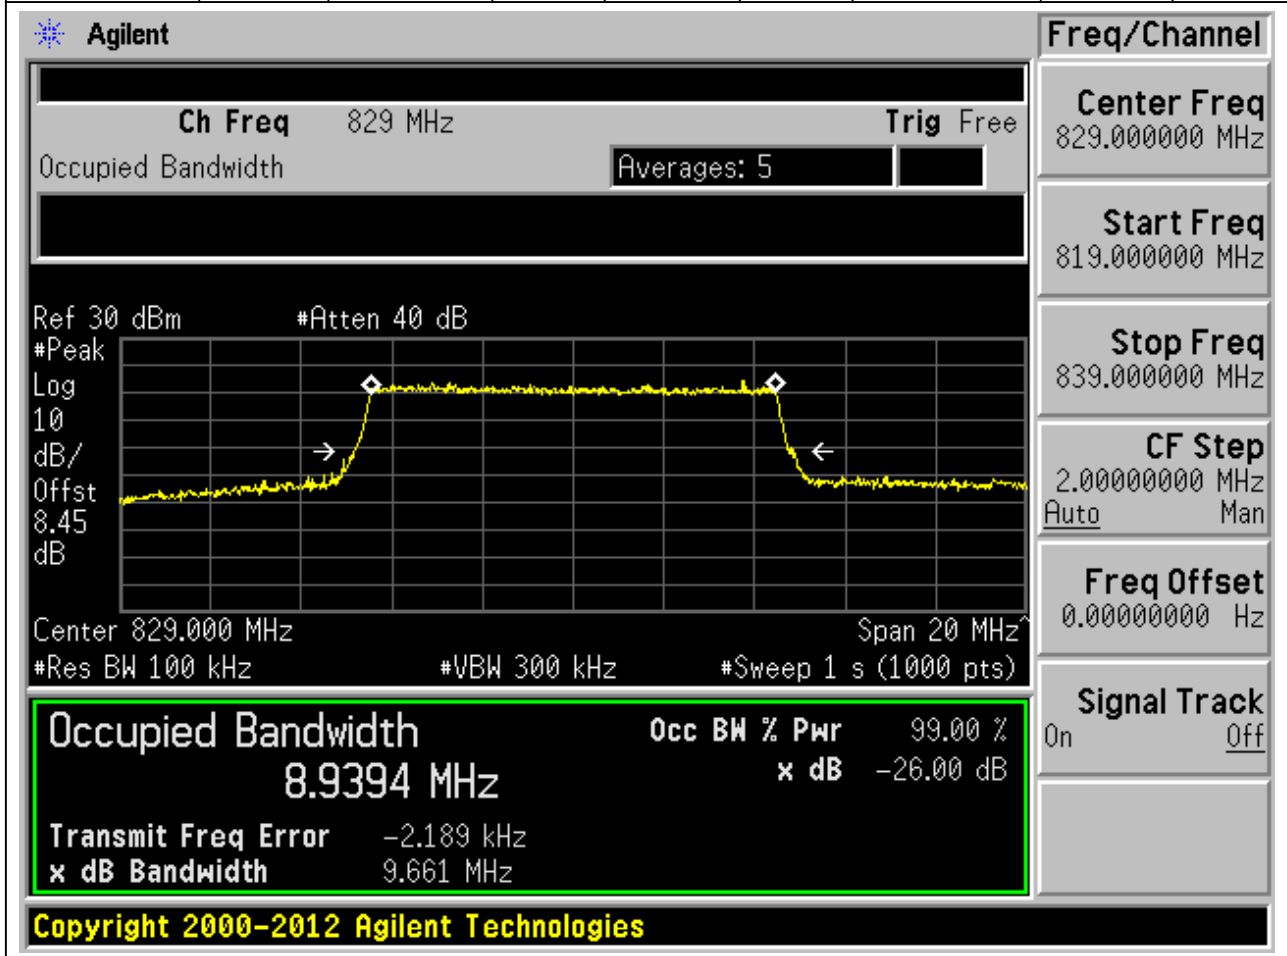 Agilent
Freq/Channel
Ch Freq 829 MHz Trig Free
Occupied Bandwidth Averages: 5
Center Freq
829.000000 MHz
Start Freq
819.000000 MHz
Stop Freq
839.000000 MHz
CF Step
2.00000000 MHz
Auto Man
Freq Offset
0.00000000 Hz
Signal Track
On Off
Ref 30 dBm #Atten 40 dB
#Peak
Log
10
dB/
Offst
8.45
dB
Center 829.000 MHz Span 20 MHz^
#Res BW 100 kHz #VBW 300 kHz #Sweep 1 s (1000 pts)
Occupied Bandwidth Occ BW % Pwr 99.00 %
8.9394 MHz x dB -26.00 dB
Transmit Freq Error -2.189 kHz
x dB Bandwidth 9.661 MHz
Copyright 2000-2012 Agilent Technologies